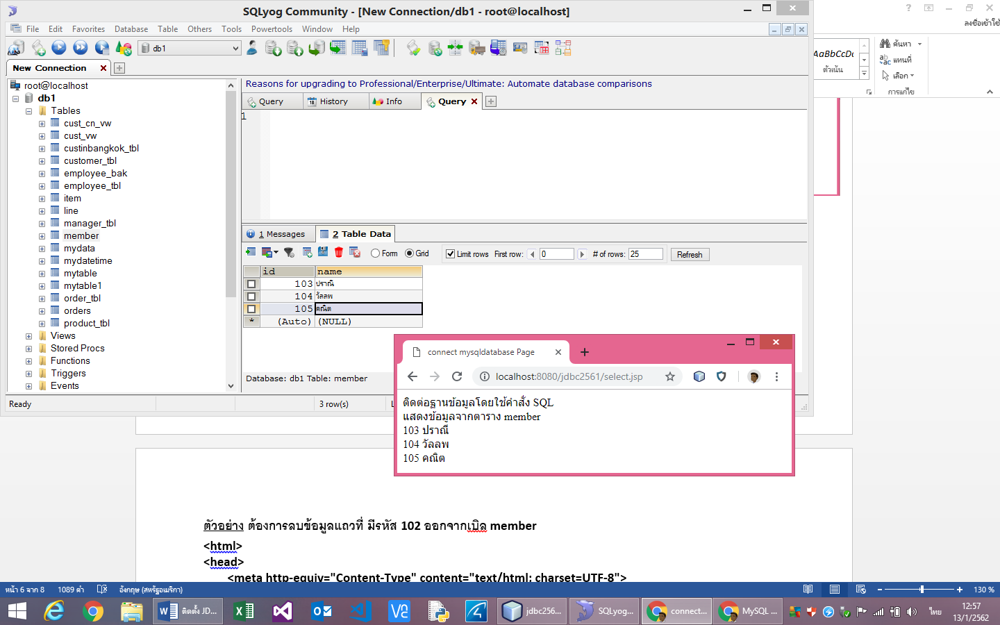 SQLyog Community - [New Connection/db1 - root@localhost]
File Edit Favorites Database Table Others Tools Powertools Window Help
db1
New Connection
root@localhost
db1
Tables
cust_cn_vw
cust_vw
custinbangkok_tbl
customer_tbl
employee_bak
employee_tbl
item
line
manager_tbl
member
mydata
mydatetime
mytable
mytable1
order_tbl
orders
product_tbl
Views
Stored Procs
Functions
Triggers
Events
Reasons for upgrading to Professional/Enterprise/Ultimate: Automate database comparisons
Query History Info Query
1
1 Messages 2 Table Data
Form Grid Limit rows First row: 0 # of rows: 25 Refresh
id name
103 ปราณี
104 วัลลพ
105 คณิต
* (Auto) (NULL)
Database: db1 Table: member
Ready 3 row(s)
ลงชื่อเข้าใช้
AaBbCcDc
ตัวเน้น
ค้นหา
แทนที่
เลือก
การแก้ไข
connect mysqldatabase Page
localhost:8080/jdbc2561/select.jsp
ติดต่อฐานข้อมูลโดยใช้คำสั่ง SQL
แสดงข้อมูลจากตาราง member
103 ปราณี
104 วัลลพ
105 คณิต
ตัวอย่าง ต้องการลบข้อมูลแถวที่ มีรหัส 102 ออกจากเบิล member
<html>
<head>
<meta http-equiv="Content-Type" content="text/html; charset=UTF-8">
หน้า 6 จาก 8 1089 คำ อังกฤษ (สหรัฐอเมริกา) 130 %
ติดตั้ง JD... jdbc256... SQLyog... connect... MySQL ... ไทย 12:57
13/1/2562